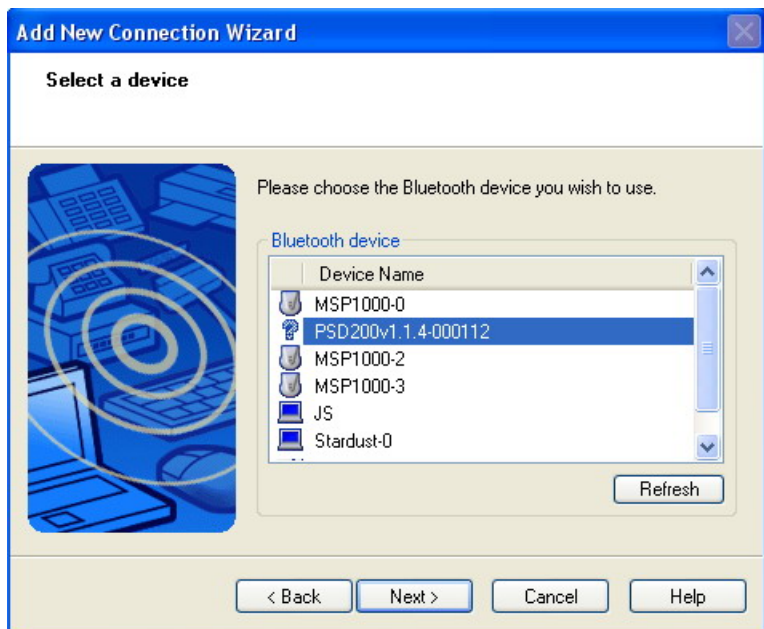 Add New Connection Wizard
Select a device
Please choose the Bluetooth device you wish to use.
Bluetooth device
Device Name
MSP1000-0
PSD200v1.1.4-000112
MSP1000-2
MSP1000-3
JS
Stardust-0
Refresh
< Back Next > Cancel Help